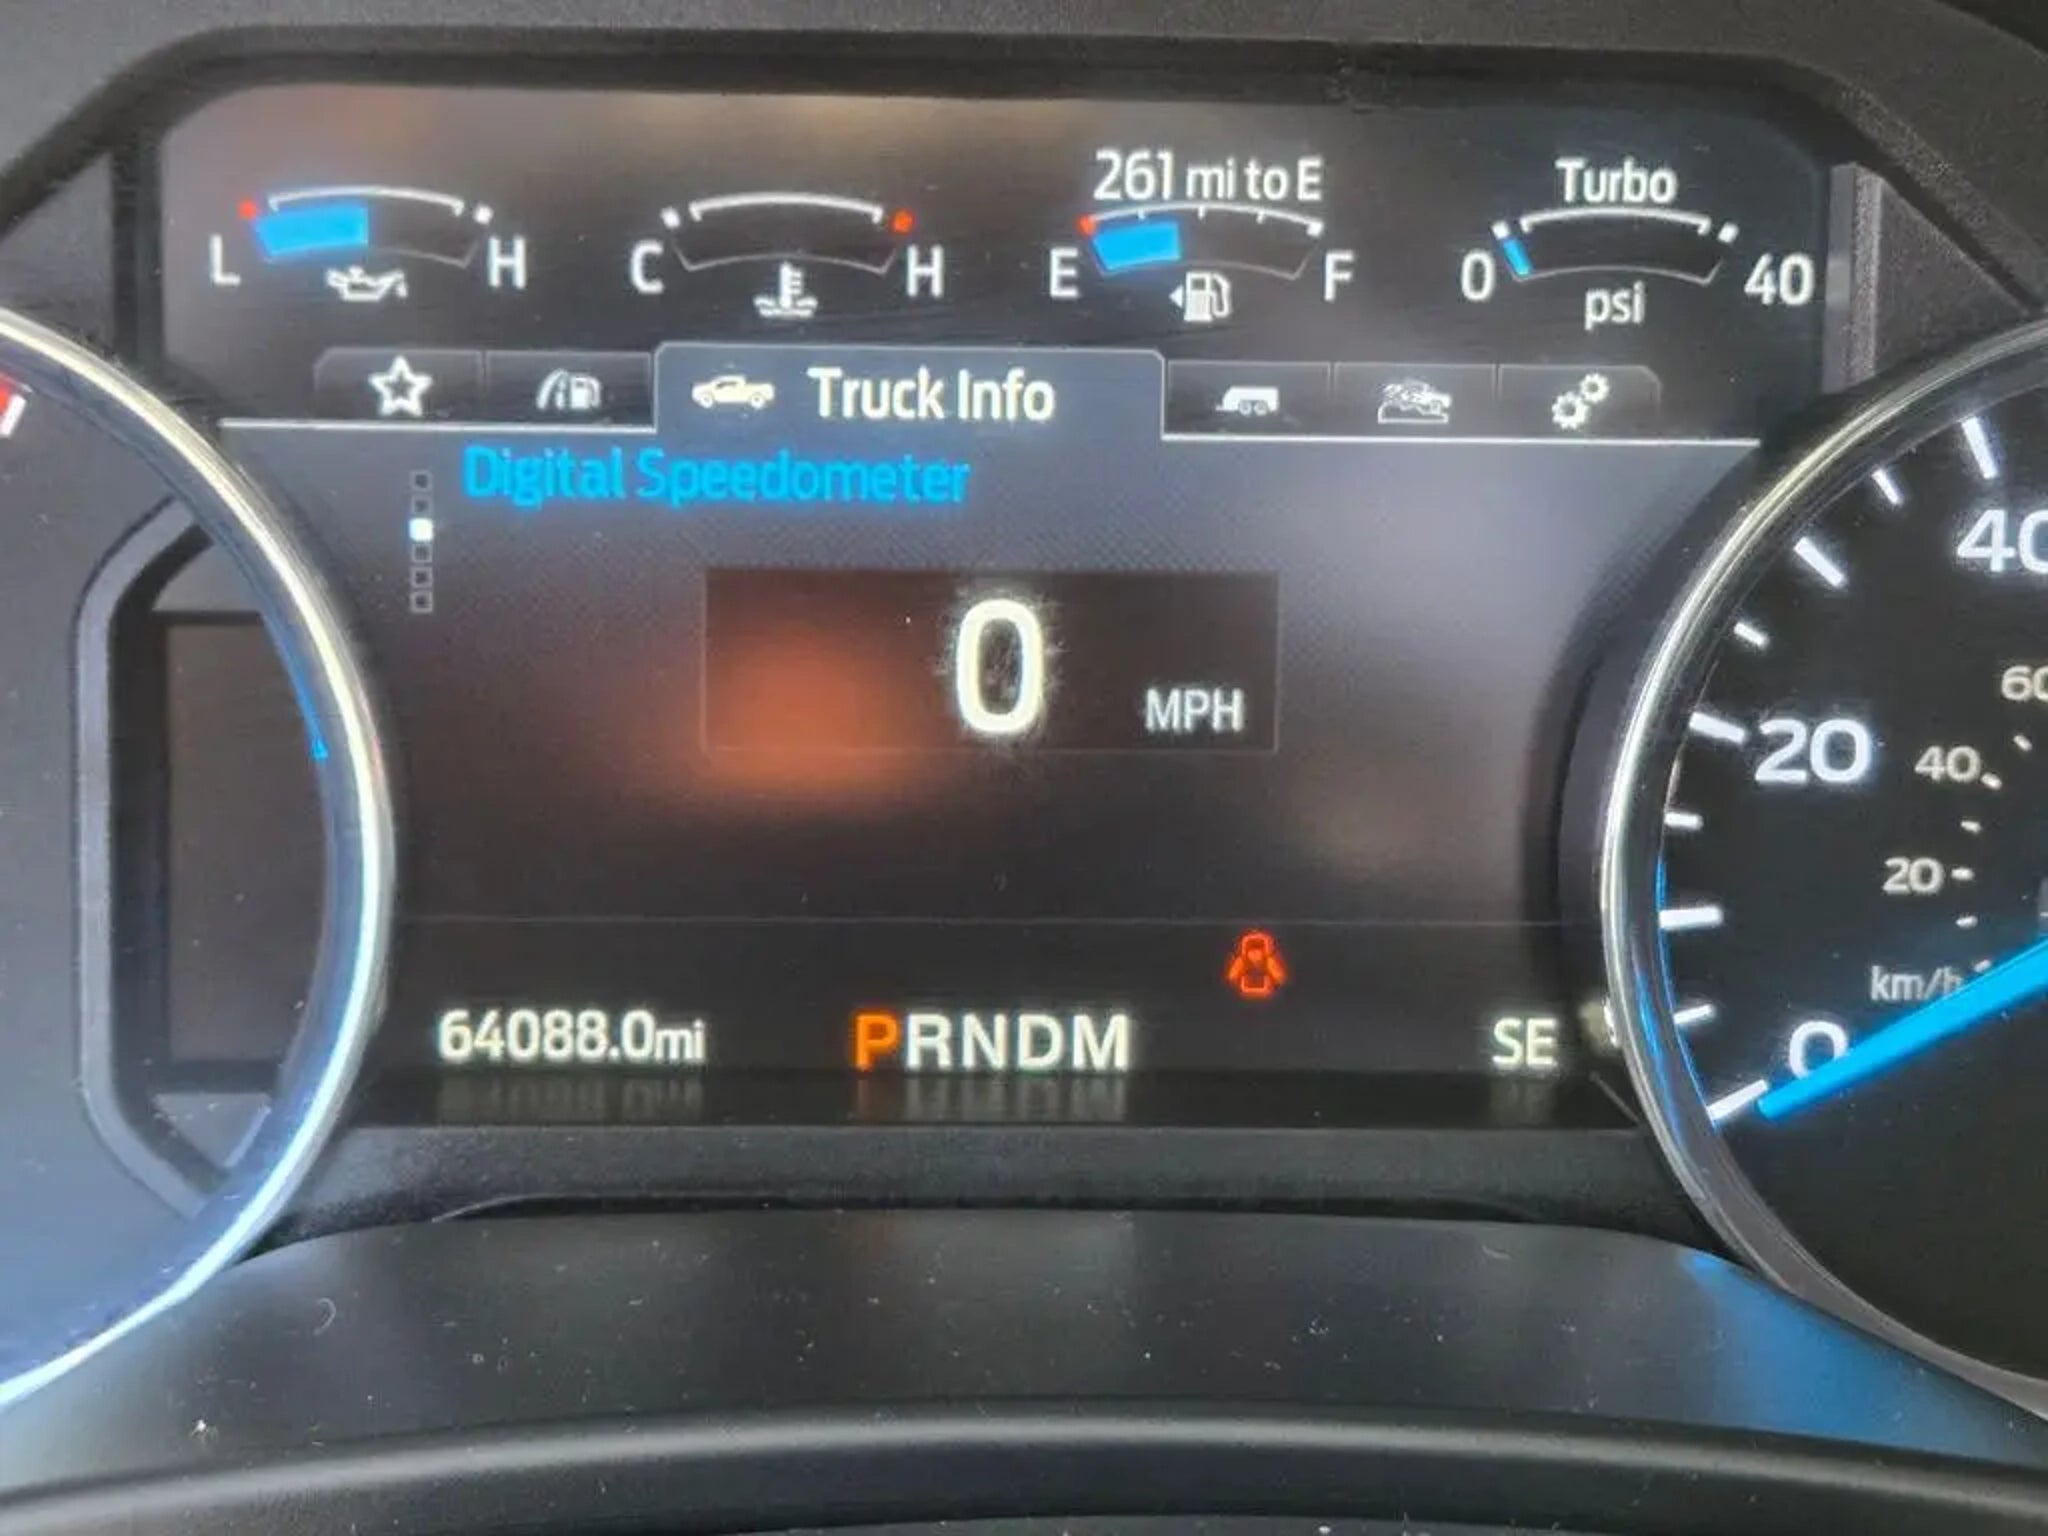 261 mi to E
Turbo
L H
C H
E F
0 40
psi
Truck Info
Digital Speedometer
0 MPH
40
60
20
40
20
km/h
0
64088.0mi
PRNDM
SE